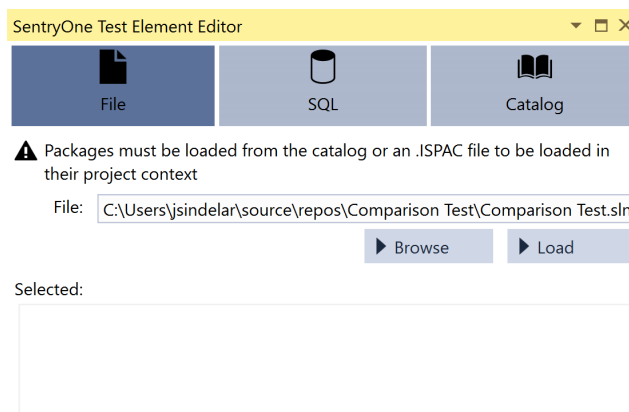 SentryOne Test Element Editor
File
SQL
Catalog
Packages must be loaded from the catalog or an .ISPAC file to be loaded in
their project context
File:
C:\Users\jsindelar\source\repos\Comparison Test\Comparison Test.sln
Browse
Load
Selected: